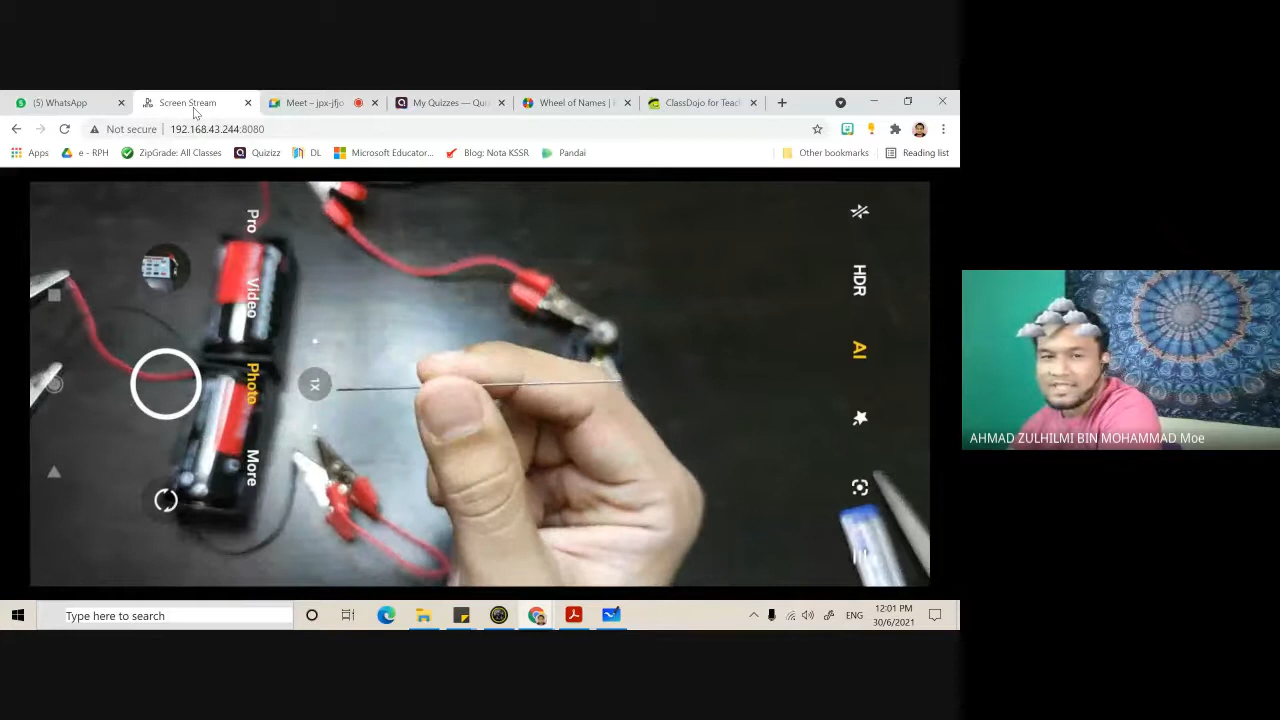 (5) WhatsApp
Screen Stream
Meet – jpx-jfjo
My Quizzes — Qui
Wheel of Names |
ClassDojo for Teac
Not secure
192.168.43.244:8080
Apps
e - RPH
ZipGrade: All Classes
Quizizz
DL
Microsoft Educator...
Blog: Nota KSSR
Pandai
Other bookmarks
Reading list
Pro
Video
Photo
More
1X
HDR
AI
AHMAD ZULHILMI BIN MOHAMMAD Moe
Type here to search
ENG
12:01 PM
30/6/2021